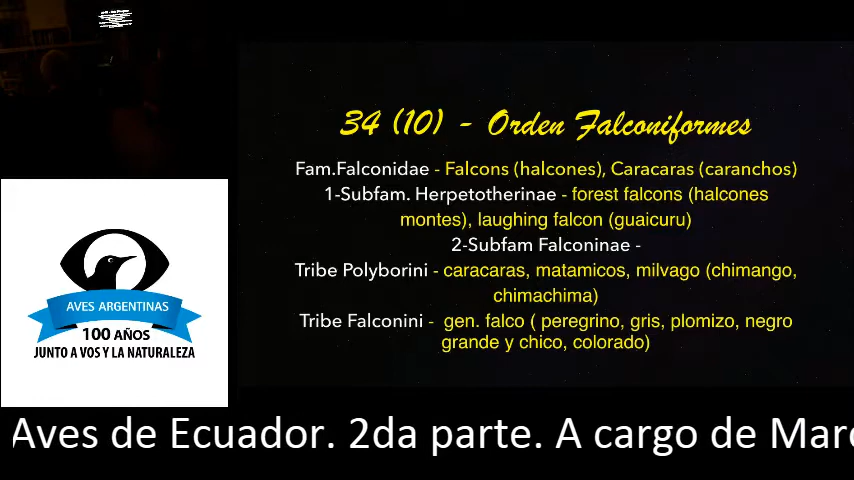 34 (10) - Orden Falconiformes
Fam.Falconidae - Falcons (halcones), Caracaras (caranchos)
1-Subfam. Herpetotherinae - forest falcons (halcones
montes), laughing falcon (guaicuru)
2-Subfam Falconinae -
Tribe Polyborini - caracaras, matamicos, milvago (chimango,
chimachima)
Tribe Falconini - gen. falco ( peregrino, gris, plomizo, negro
grande y chico, colorado)
AVES ARGENTINAS
100 AÑOS
JUNTO A VOS Y LA NATURALEZA
Aves de Ecuador. 2da parte. A cargo de